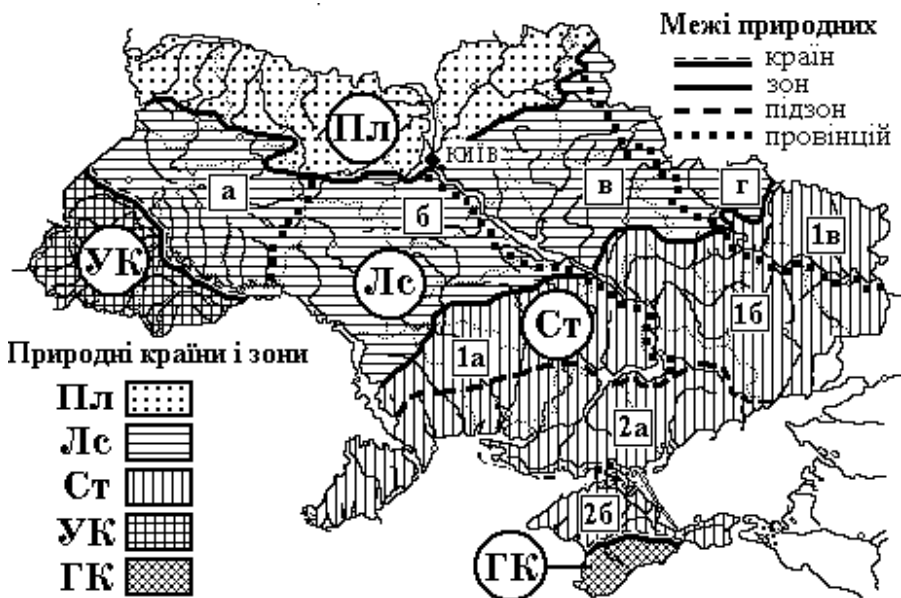 Межі природних
країн
зон
підзон
провінцій
Пл
КИЇВ
а
б
в
г
1в
УК
Лс
Ст
1б
1а
2а
2б
ГК
Природні країни і зони
Пл
Лс
Ст
УК
ГК